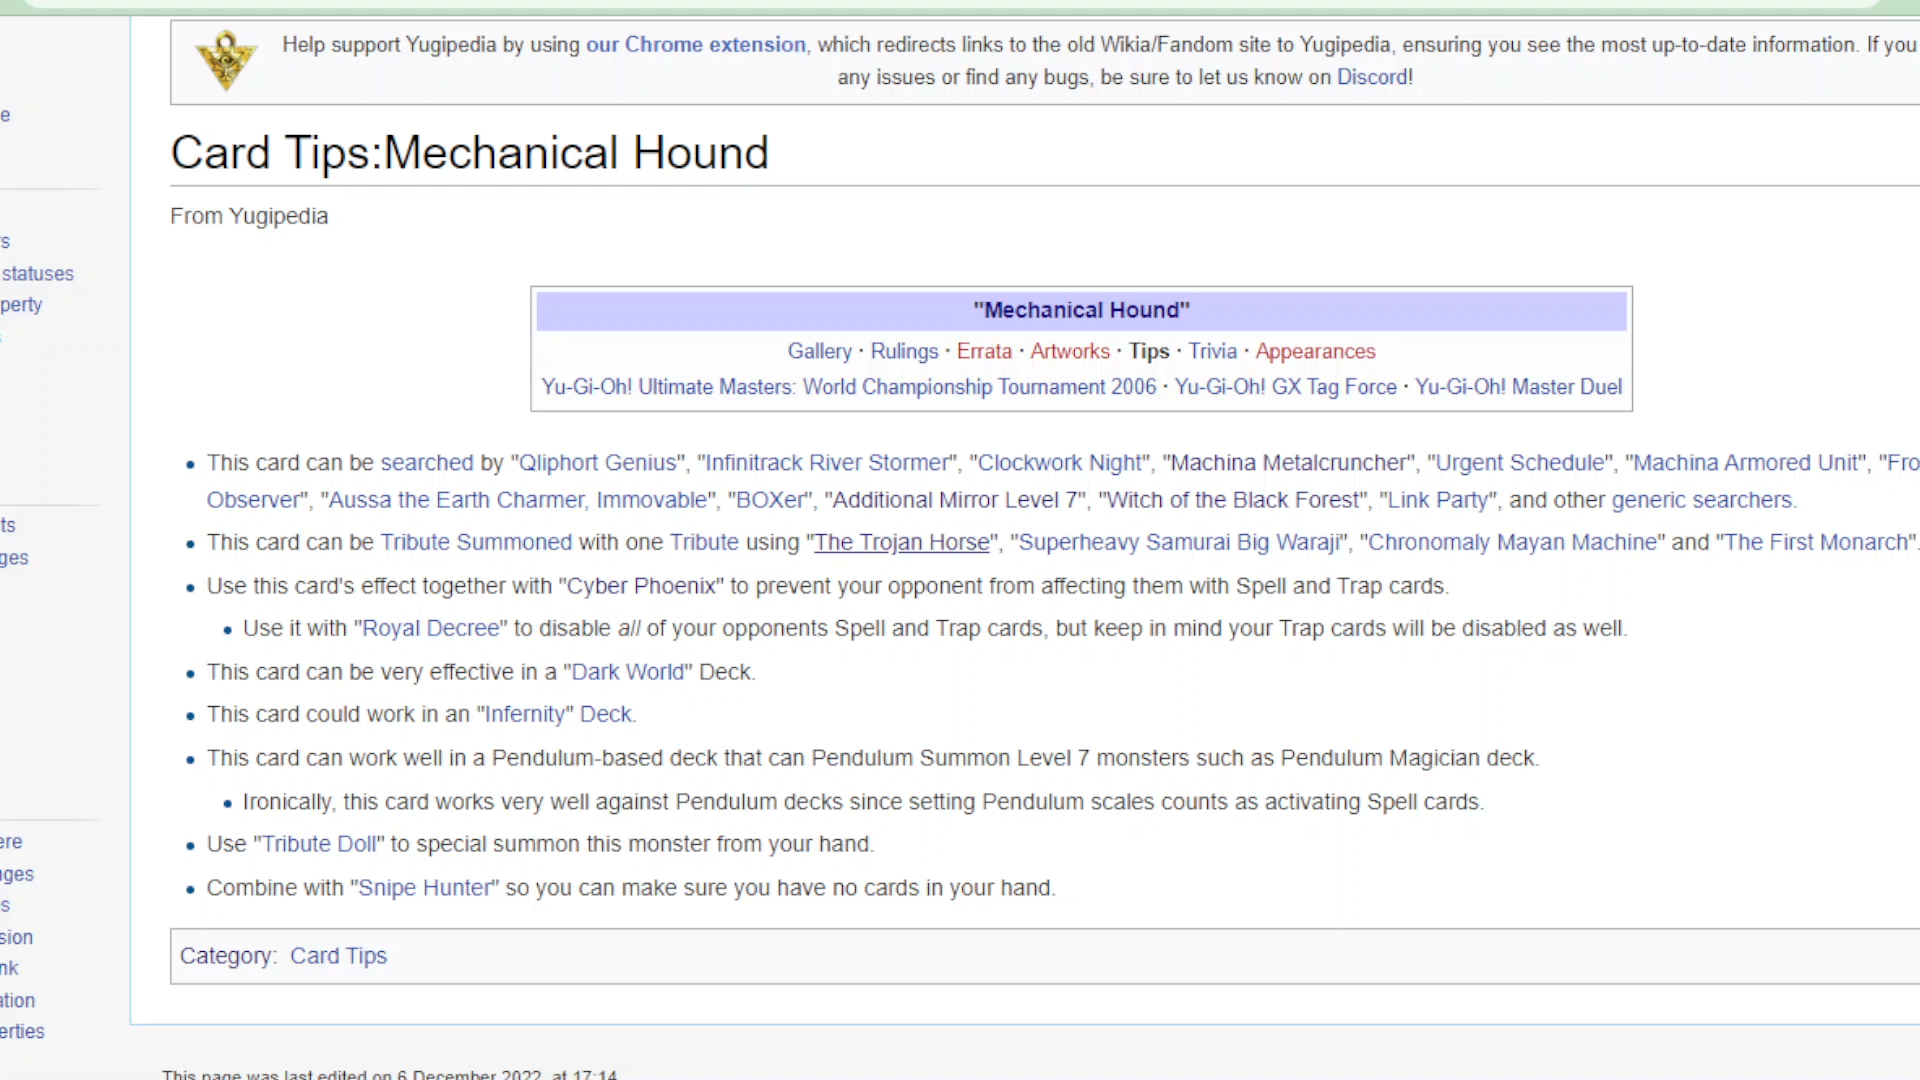 Help support Yugipedia by using our Chrome extension, which redirects links to the old Wikia/Fandom site to Yugipedia, ensuring you see the most up-to-date information. If you
any issues or find any bugs, be sure to let us know on Discord!
e
Card Tips:Mechanical Hound
From Yugipedia
statuses
perty
"Mechanical Hound"
Gallery · Rulings · Errata · Artworks · Tips · Trivia · Appearances
Yu-Gi-Oh! Ultimate Masters: World Championship Tournament 2006 · Yu-Gi-Oh! GX Tag Force · Yu-Gi-Oh! Master Duel
• This card can be searched by "Qliphort Genius", "Infinitrack River Stormer", "Clockwork Night", "Machina Metalcruncher", "Urgent Schedule", "Machina Armored Unit", "Fro
Observer", "Aussa the Earth Charmer, Immovable", "BOXer", "Additional Mirror Level 7", "Witch of the Black Forest", "Link Party", and other generic searchers.
ts
• This card can be Tribute Summoned with one Tribute using "The Trojan Horse", "Superheavy Samurai Big Waraji", "Chronomaly Mayan Machine" and "The First Monarch".
ges
• Use this card's effect together with "Cyber Phoenix" to prevent your opponent from affecting them with Spell and Trap cards.
• Use it with "Royal Decree" to disable all of your opponents Spell and Trap cards, but keep in mind your Trap cards will be disabled as well.
• This card can be very effective in a "Dark World" Deck.
• This card could work in an "Infernity" Deck.
• This card can work well in a Pendulum-based deck that can Pendulum Summon Level 7 monsters such as Pendulum Magician deck.
• Ironically, this card works very well against Pendulum decks since setting Pendulum scales counts as activating Spell cards.
• Use "Tribute Doll" to special summon this monster from your hand.
• Combine with "Snipe Hunter" so you can make sure you have no cards in your hand.
ere
ges
s
sion
nk
ation
erties
Category: Card Tips
This page was last edited on 6 December 2022, at 17:14